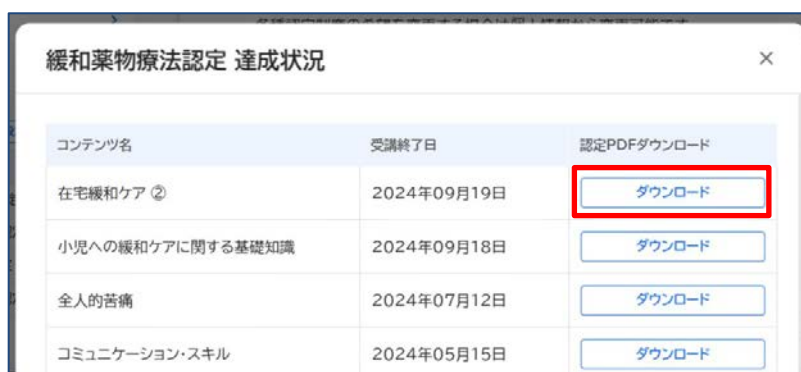 緩和薬物療法認定 達成状況 ×
コンテンツ名 受講終了日 認定PDFダウンロード
在宅緩和ケア ② 2024年09月19日 ダウンロード
小児への緩和ケアに関する基礎知識 2024年09月18日 ダウンロード
全人的苦痛 2024年07月12日 ダウンロード
コミュニケーション・スキル 2024年05月15日 ダウンロード